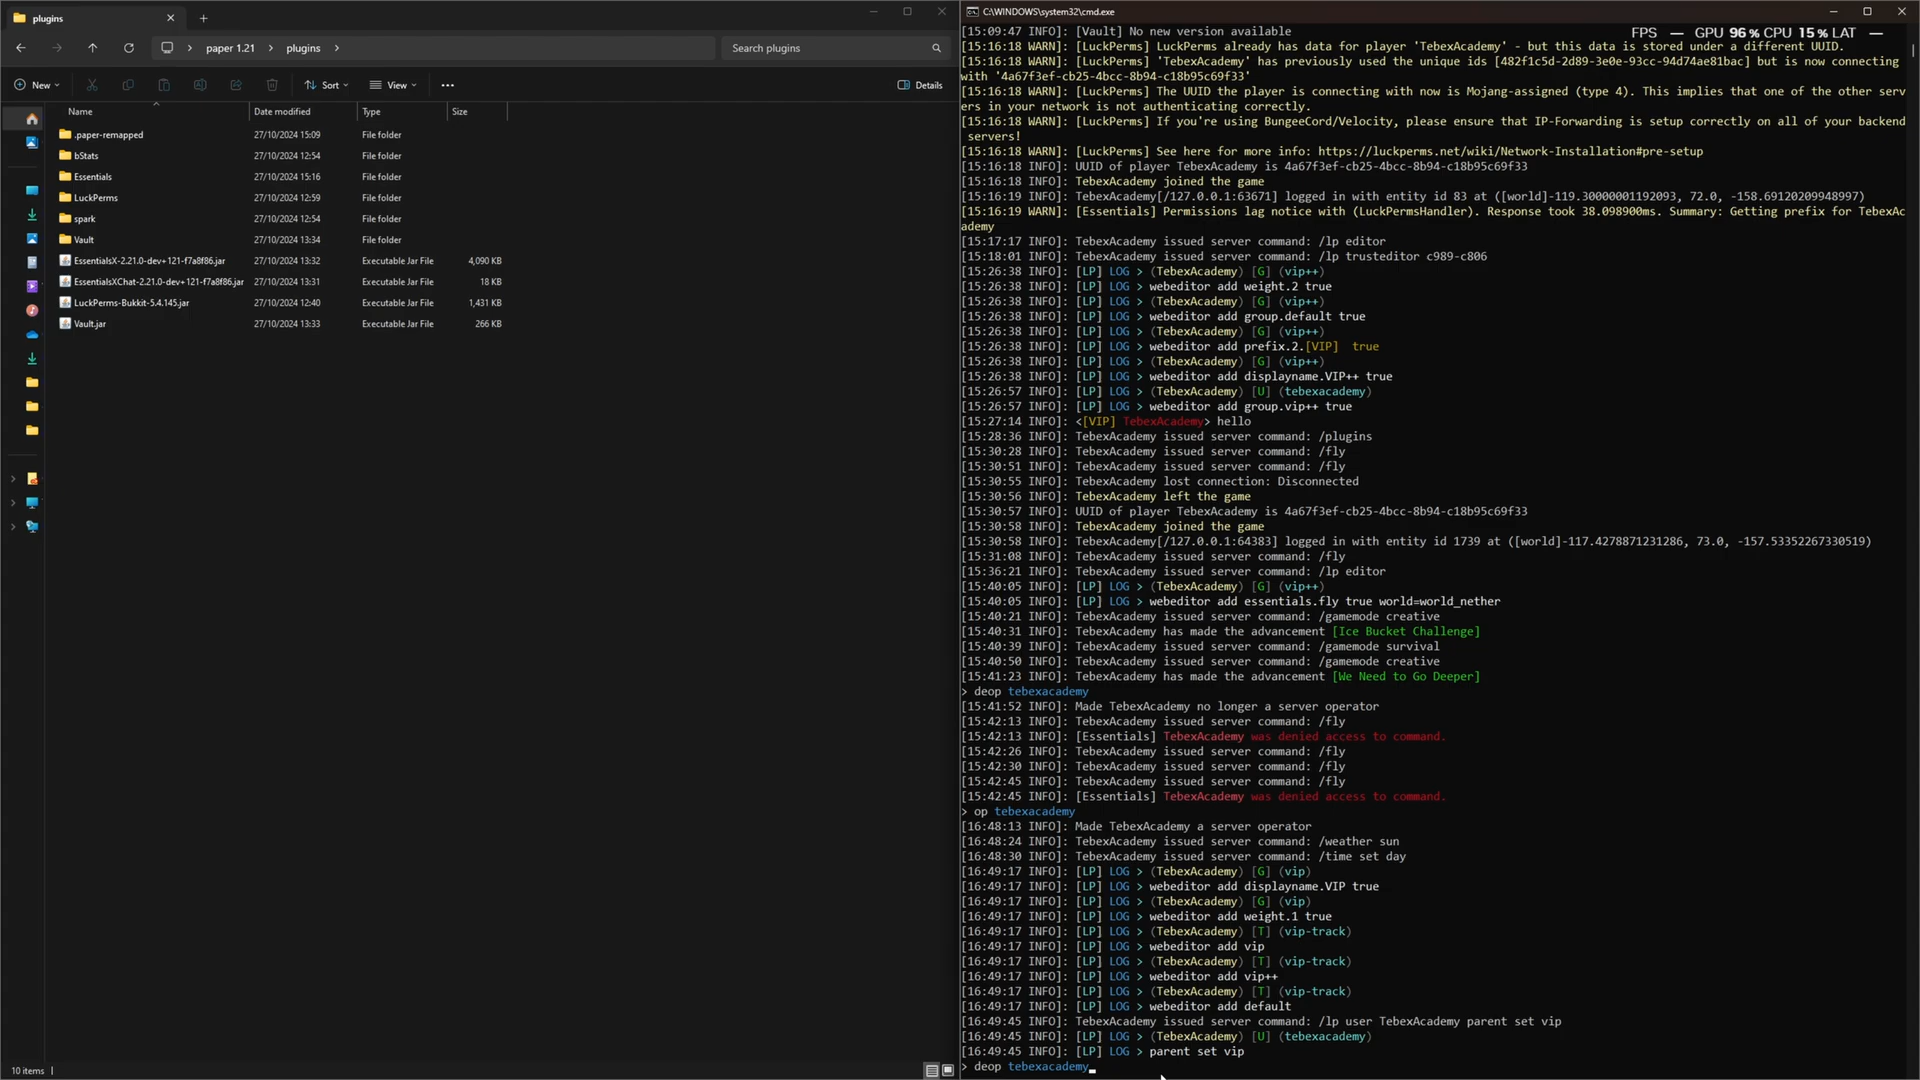 plugins
paper 1.21
plugins
Search plugins
New
Sort
View
Details
Name Date modified Type Size
.paper-remapped 27/10/2024 15:09 File folder
bStats 27/10/2024 12:54 File folder
Essentials 27/10/2024 15:16 File folder
LuckPerms 27/10/2024 12:59 File folder
spark 27/10/2024 12:54 File folder
Vault 27/10/2024 13:34 File folder
EssentialsX-2.21.0-dev+121-f7a8f86.jar 27/10/2024 13:32 Executable Jar File 4,090 KB
EssentialsXChat-2.21.0-dev+121-f7a8f86.jar 27/10/2024 13:31 Executable Jar File 18 KB
LuckPerms-Bukkit-5.4.145.jar 27/10/2024 12:40 Executable Jar File 1,431 KB
Vault.jar 27/10/2024 13:33 Executable Jar File 266 KB
10 items
C:\WINDOWS\system32\cmd.exe
FPS — GPU 96 % CPU 15 % LAT —
[15:09:47 INFO]: [Vault] No new version available
[15:16:18 WARN]: [LuckPerms] LuckPerms already has data for player 'TebexAcademy' - but this data is stored under a different UUID.
[15:16:18 WARN]: [LuckPerms] 'TebexAcademy' has previously used the unique ids [482f1c5d-2d89-3e0e-93cc-94d74ae81bac] but is now connecting
with '4a67f3ef-cb25-4bcc-8b94-c18b95c69f33'
[15:16:18 WARN]: [LuckPerms] The UUID the player is connecting with now is Mojang-assigned (type 4). This implies that one of the other serv
ers in your network is not authenticating correctly.
[15:16:18 WARN]: [LuckPerms] If you're using BungeeCord/Velocity, please ensure that IP-Forwarding is setup correctly on all of your backend
servers!
[15:16:18 WARN]: [LuckPerms] See here for more info: https://luckperms.net/wiki/Network-Installation#pre-setup
[15:16:18 INFO]: UUID of player TebexAcademy is 4a67f3ef-cb25-4bcc-8b94-c18b95c69f33
[15:16:18 INFO]: TebexAcademy joined the game
[15:16:19 INFO]: TebexAcademy[/127.0.0.1:63671] logged in with entity id 83 at ([world]-119.30000001192093, 72.0, -158.69120209948997)
[15:16:19 WARN]: [Essentials] Permissions lag notice with (LuckPermsHandler). Response took 38.098900ms. Summary: Getting prefix for TebexAc
ademy
[15:17:17 INFO]: TebexAcademy issued server command: /lp editor
[15:18:01 INFO]: TebexAcademy issued server command: /lp trusteditor c989-c806
[15:26:38 INFO]: [LP] LOG > (TebexAcademy) [G] (vip++)
[15:26:38 INFO]: [LP] LOG > webeditor add weight.2 true
[15:26:38 INFO]: [LP] LOG > (TebexAcademy) [G] (vip++)
[15:26:38 INFO]: [LP] LOG > webeditor add group.default true
[15:26:38 INFO]: [LP] LOG > (TebexAcademy) [G] (vip++)
[15:26:38 INFO]: [LP] LOG > webeditor add prefix.2.[VIP]  true
[15:26:38 INFO]: [LP] LOG > (TebexAcademy) [G] (vip++)
[15:26:38 INFO]: [LP] LOG > webeditor add displayname.VIP++ true
[15:26:57 INFO]: [LP] LOG > (TebexAcademy) [U] (tebexacademy)
[15:26:57 INFO]: [LP] LOG > webeditor add group.vip++ true
[15:27:14 INFO]: <[VIP] TebexAcademy> hello
[15:28:36 INFO]: TebexAcademy issued server command: /plugins
[15:30:28 INFO]: TebexAcademy issued server command: /fly
[15:30:51 INFO]: TebexAcademy issued server command: /fly
[15:30:55 INFO]: TebexAcademy lost connection: Disconnected
[15:30:56 INFO]: TebexAcademy left the game
[15:30:57 INFO]: UUID of player TebexAcademy is 4a67f3ef-cb25-4bcc-8b94-c18b95c69f33
[15:30:58 INFO]: TebexAcademy joined the game
[15:30:58 INFO]: TebexAcademy[/127.0.0.1:64383] logged in with entity id 1739 at ([world]-117.4278871231286, 73.0, -157.53352267330519)
[15:31:08 INFO]: TebexAcademy issued server command: /fly
[15:36:21 INFO]: TebexAcademy issued server command: /lp editor
[15:40:05 INFO]: [LP] LOG > (TebexAcademy) [G] (vip++)
[15:40:05 INFO]: [LP] LOG > webeditor add essentials.fly true world=world_nether
[15:40:21 INFO]: TebexAcademy issued server command: /gamemode creative
[15:40:31 INFO]: TebexAcademy has made the advancement [Ice Bucket Challenge]
[15:40:39 INFO]: TebexAcademy issued server command: /gamemode survival
[15:40:50 INFO]: TebexAcademy issued server command: /gamemode creative
[15:41:23 INFO]: TebexAcademy has made the advancement [We Need to Go Deeper]
> deop tebexacademy
[15:41:52 INFO]: Made TebexAcademy no longer a server operator
[15:42:13 INFO]: TebexAcademy issued server command: /fly
[15:42:13 INFO]: [Essentials] TebexAcademy was denied access to command.
[15:42:26 INFO]: TebexAcademy issued server command: /fly
[15:42:30 INFO]: TebexAcademy issued server command: /fly
[15:42:45 INFO]: TebexAcademy issued server command: /fly
[15:42:45 INFO]: [Essentials] TebexAcademy was denied access to command.
> op tebexacademy
[16:48:13 INFO]: Made TebexAcademy a server operator
[16:48:24 INFO]: TebexAcademy issued server command: /weather sun
[16:48:30 INFO]: TebexAcademy issued server command: /time set day
[16:49:17 INFO]: [LP] LOG > (TebexAcademy) [G] (vip)
[16:49:17 INFO]: [LP] LOG > webeditor add displayname.VIP true
[16:49:17 INFO]: [LP] LOG > (TebexAcademy) [G] (vip)
[16:49:17 INFO]: [LP] LOG > webeditor add weight.1 true
[16:49:17 INFO]: [LP] LOG > (TebexAcademy) [T] (vip-track)
[16:49:17 INFO]: [LP] LOG > webeditor add vip
[16:49:17 INFO]: [LP] LOG > (TebexAcademy) [T] (vip-track)
[16:49:17 INFO]: [LP] LOG > webeditor add vip++
[16:49:17 INFO]: [LP] LOG > (TebexAcademy) [T] (vip-track)
[16:49:17 INFO]: [LP] LOG > webeditor add default
[16:49:45 INFO]: TebexAcademy issued server command: /lp user TebexAcademy parent set vip
[16:49:45 INFO]: [LP] LOG > (TebexAcademy) [U] (tebexacademy)
[16:49:45 INFO]: [LP] LOG > parent set vip
> deop tebexacademy